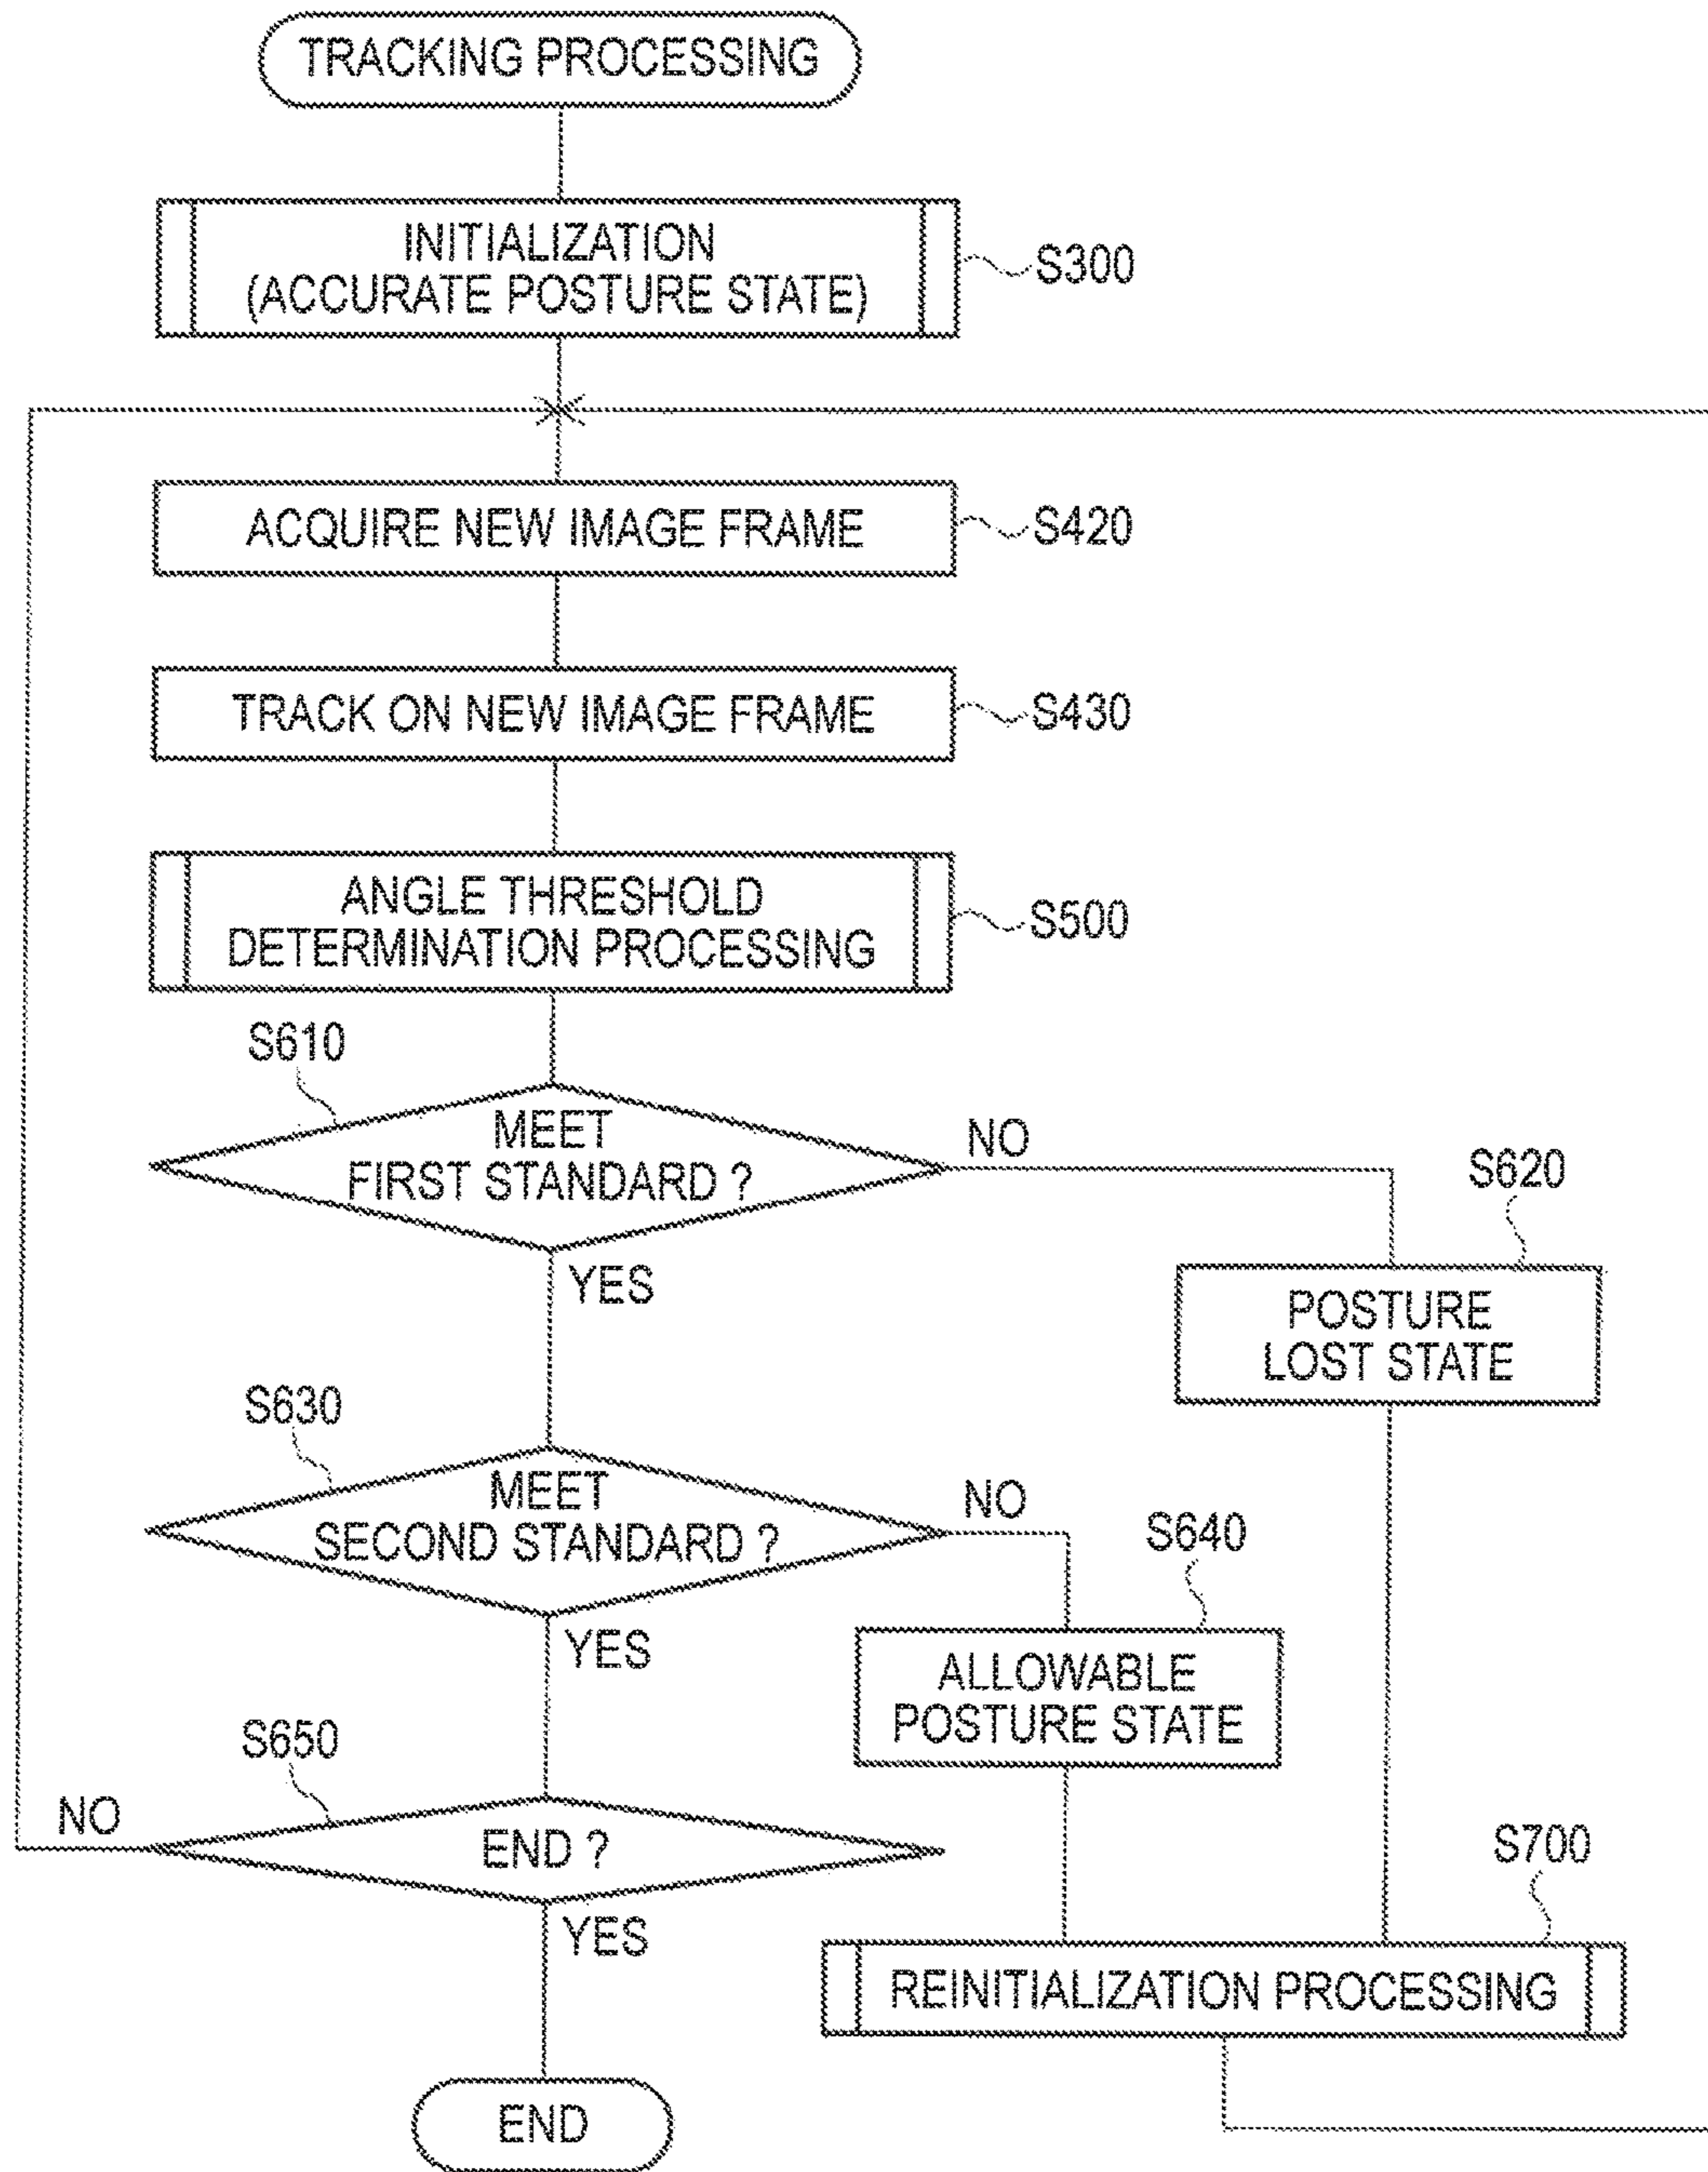 TRACKING PROCESSING
INITIALIZATION
(ACCURATE POSTURE STATE)
S300
ACQUIRE NEW IMAGE FRAME
S420
TRACK ON NEW IMAGE FRAME
S430
ANGLE THRESHOLD
DETERMINATION PROCESSING
S500
S610
MEET
FIRST STANDARD ?
NO
YES
S620
POSTURE
LOST STATE
S630
MEET
SECOND STANDARD ?
NO
YES
S640
ALLOWABLE
POSTURE STATE
S650
NO
END ?
YES
S700
REINITIALIZATION PROCESSING
END